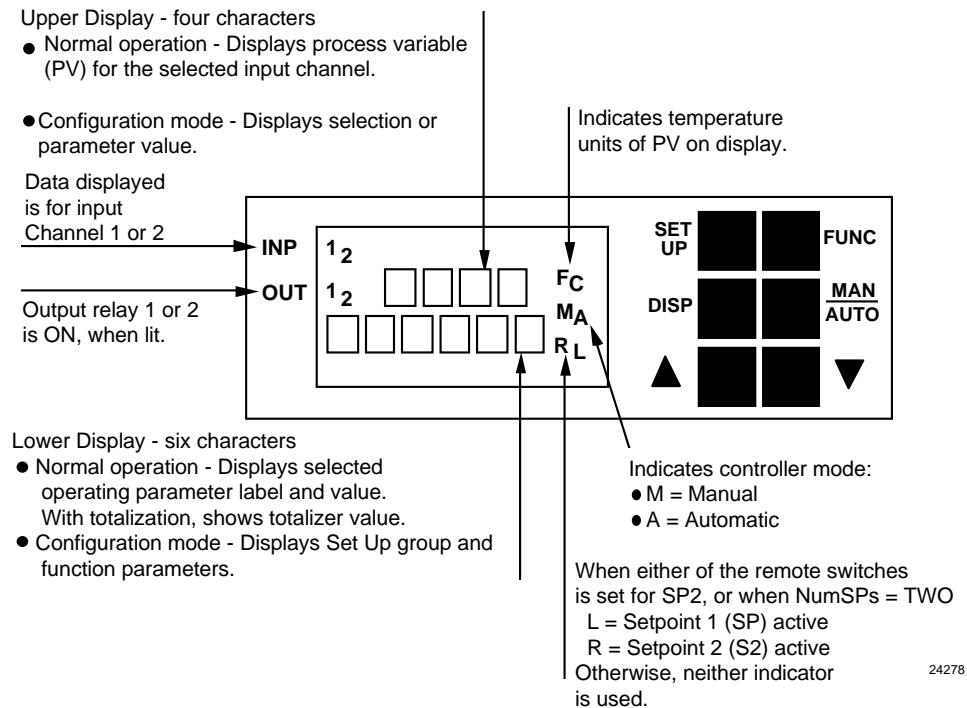 Upper Display - four characters
● Normal operation - Displays process variable
(PV) for the selected input channel.
● Configuration mode - Displays selection or
parameter value.
Indicates temperature
units of PV on display.
Data displayed
is for input
Channel 1 or 2
Output relay 1 or 2
is ON, when lit.
INP 1 2
OUT 1 2
F C
M A
R L
SET
UP
FUNC
DISP
MAN
AUTO
▲ ▼
Lower Display - six characters
● Normal operation - Displays selected
operating parameter label and value.
With totalization, shows totalizer value.
● Configuration mode - Displays Set Up group and
function parameters.
Indicates controller mode:
● M = Manual
● A = Automatic
When either of the remote switches
is set for SP2, or when NumSPs = TWO
L = Setpoint 1 (SP) active
R = Setpoint 2 (S2) active
Otherwise, neither indicator
is used.
24278